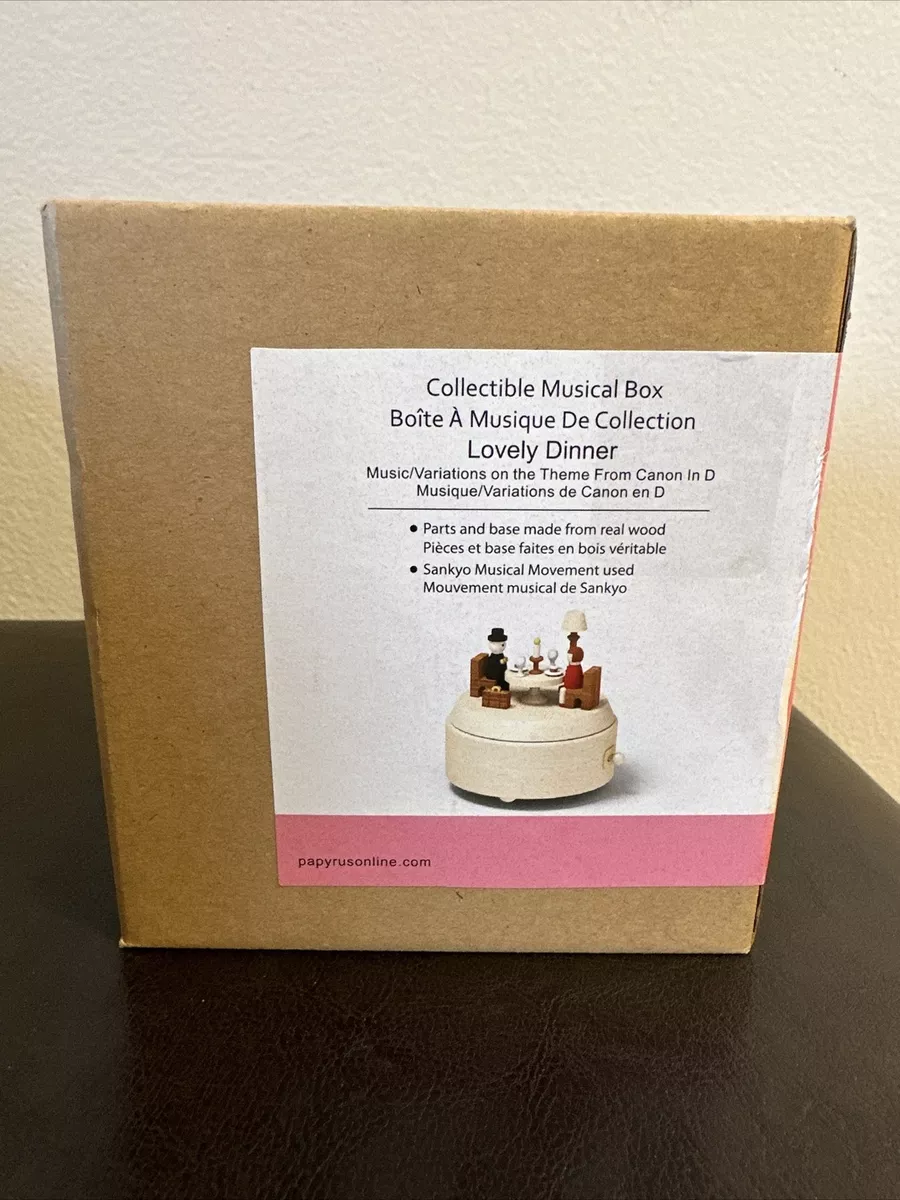 Collectible Musical Box
Boîte À Musique De Collection
Lovely Dinner
Music/Variations on the Theme From Canon In D
Musique/Variations de Canon en D
● Parts and base made from real wood
Pièces et base faites en bois véritable
● Sankyo Musical Movement used
Mouvement musical de Sankyo
papyrusonline.com